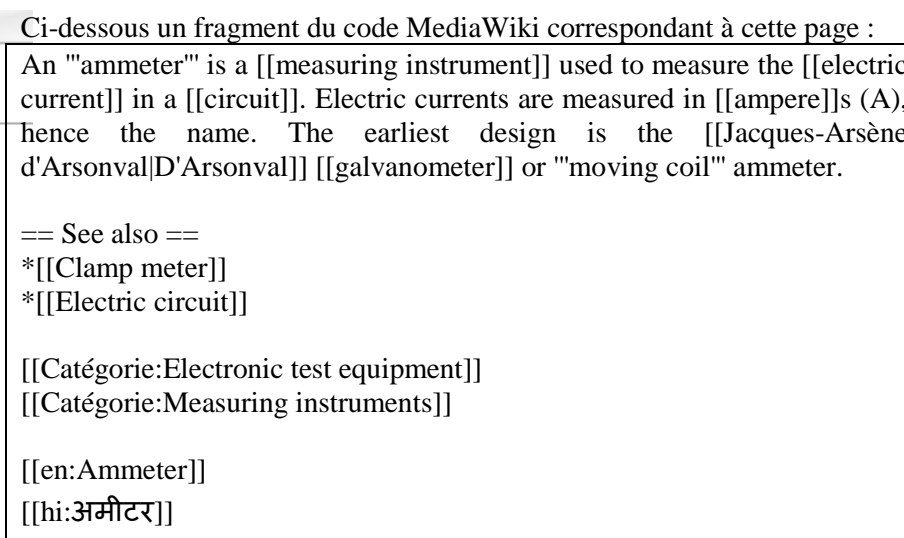 Ci-dessous un fragment du code MediaWiki correspondant à cette page :
An '''ammeter''' is a [[measuring instrument]] used to measure the [[electric
current]] in a [[circuit]]. Electric currents are measured in [[ampere]]s (A),
hence the name. The earliest design is the [[Jacques-Arsène
d'Arsonval|D'Arsonval]] [[galvanometer]] or '''moving coil''' ammeter.
== See also ==
*[[Clamp meter]]
*[[Electric circuit]]
[[Catégorie:Electronic test equipment]]
[[Catégorie:Measuring instruments]]
[[en:Ammeter]]
[[hi:अमीटर]]